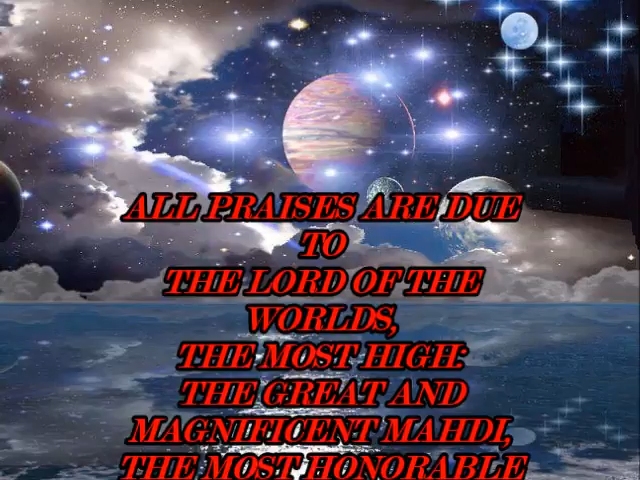 ALL PRAISES ARE DUE
TO
THE LORD OF THE
WORLDS,
THE MOST HIGH:
THE GREAT AND
MAGNIFICENT MAHDI,
THE MOST HONORABLE